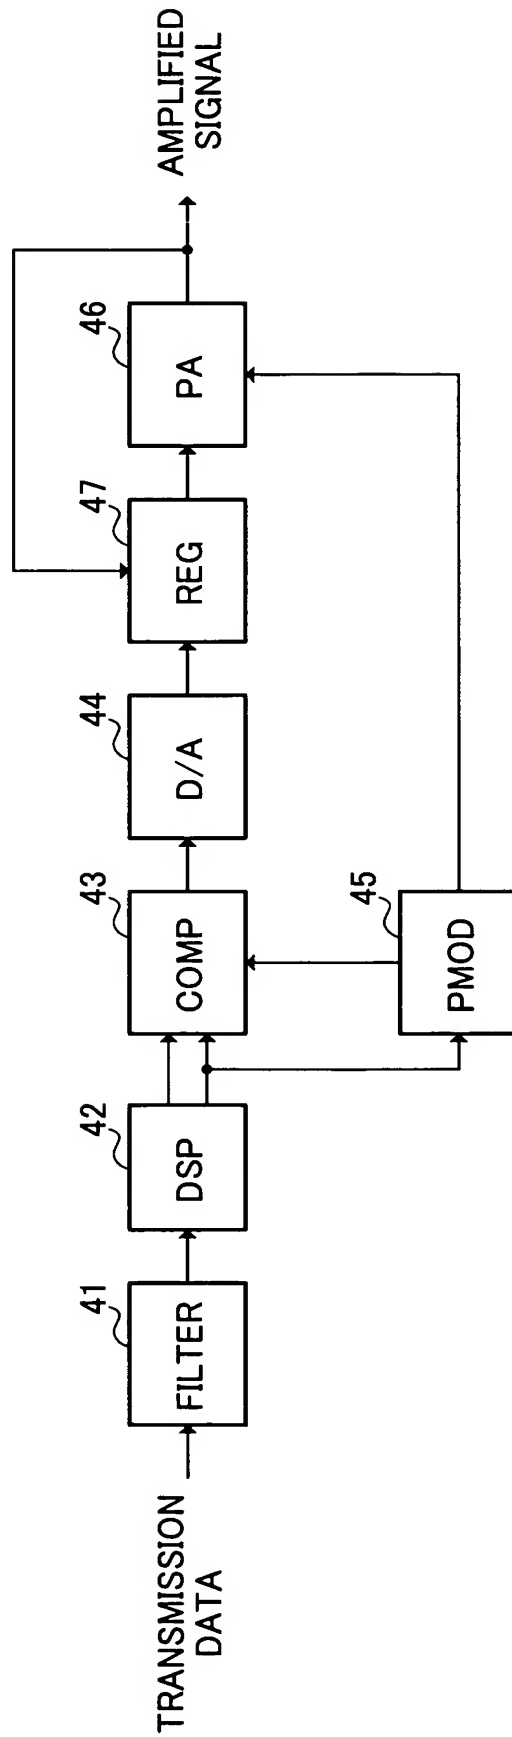 TRANSMISSION
DATA
41
FILTER
42
DSP
43
COMP
44
D/A
47
REG
46
PA
45
PMOD
AMPLIFIED
SIGNAL